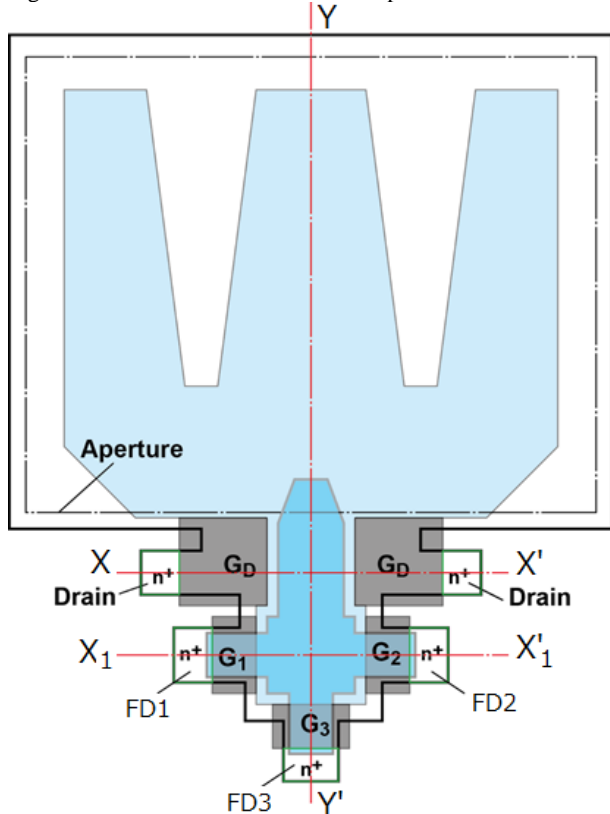 Y
Aperture
X
n+
Drain
GD
GD
n+
Drain
X'
X1
n+
G1
G2
n+
X'1
FD1
FD2
G3
n+
FD3
Y'